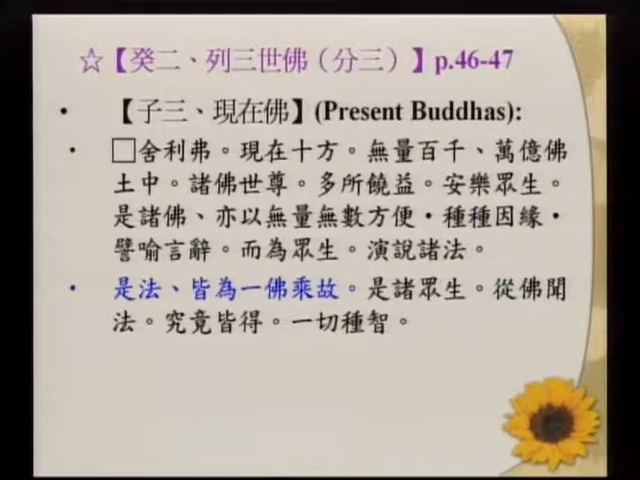 ☆【癸二、列三世佛（分三）】p.46-47
• 【子三、現在佛】(Present Buddhas):
• □舍利弗。現在十方。無量百千、萬億佛
土中。諸佛世尊。多所饒益。安樂眾生。
是諸佛、亦以無量無數方便・種種因緣・
譬喻言辭。而為眾生。演說諸法。
• 是法、皆為一佛乘故。是諸眾生。從佛聞
法。究竟皆得。一切種智。